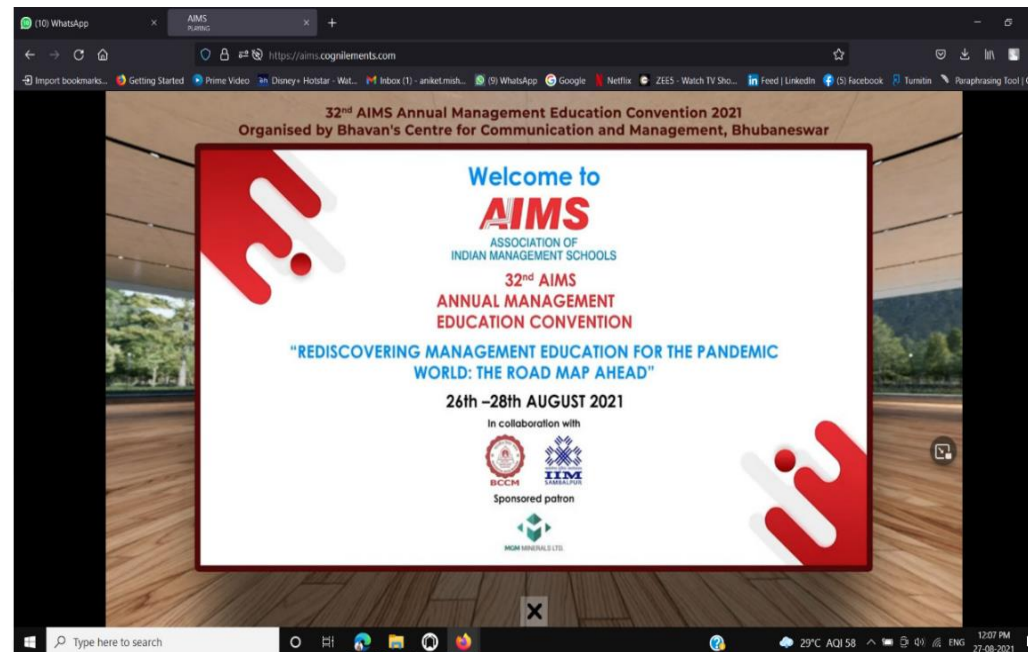 (10) WhatsApp
AIMS
PLAYING
https://aims.cognilements.com
Import bookmarks... Getting Started Prime Video Disney+ Hotstar - Wat... Inbox (1) - aniket.mish... (9) WhatsApp Google Netflix ZEE5 - Watch TV Sho... Feed | LinkedIn (5) Facebook Turnitin Paraphrasing Tool |
32nd AIMS Annual Management Education Convention 2021
Organised by Bhavan's Centre for Communication and Management, Bhubaneswar
Welcome to
AIMS
ASSOCIATION OF
INDIAN MANAGEMENT SCHOOLS
32nd AIMS
ANNUAL MANAGEMENT
EDUCATION CONVENTION
"REDISCOVERING MANAGEMENT EDUCATION FOR THE PANDEMIC
WORLD: THE ROAD MAP AHEAD"
26th –28th AUGUST 2021
In collaboration with
BCCM
IIM
SAMBALPUR
Sponsored patron
MGM MINERALS LTD.
Type here to search
29°C AQI 58
ENG
12:07 PM
27-08-2021